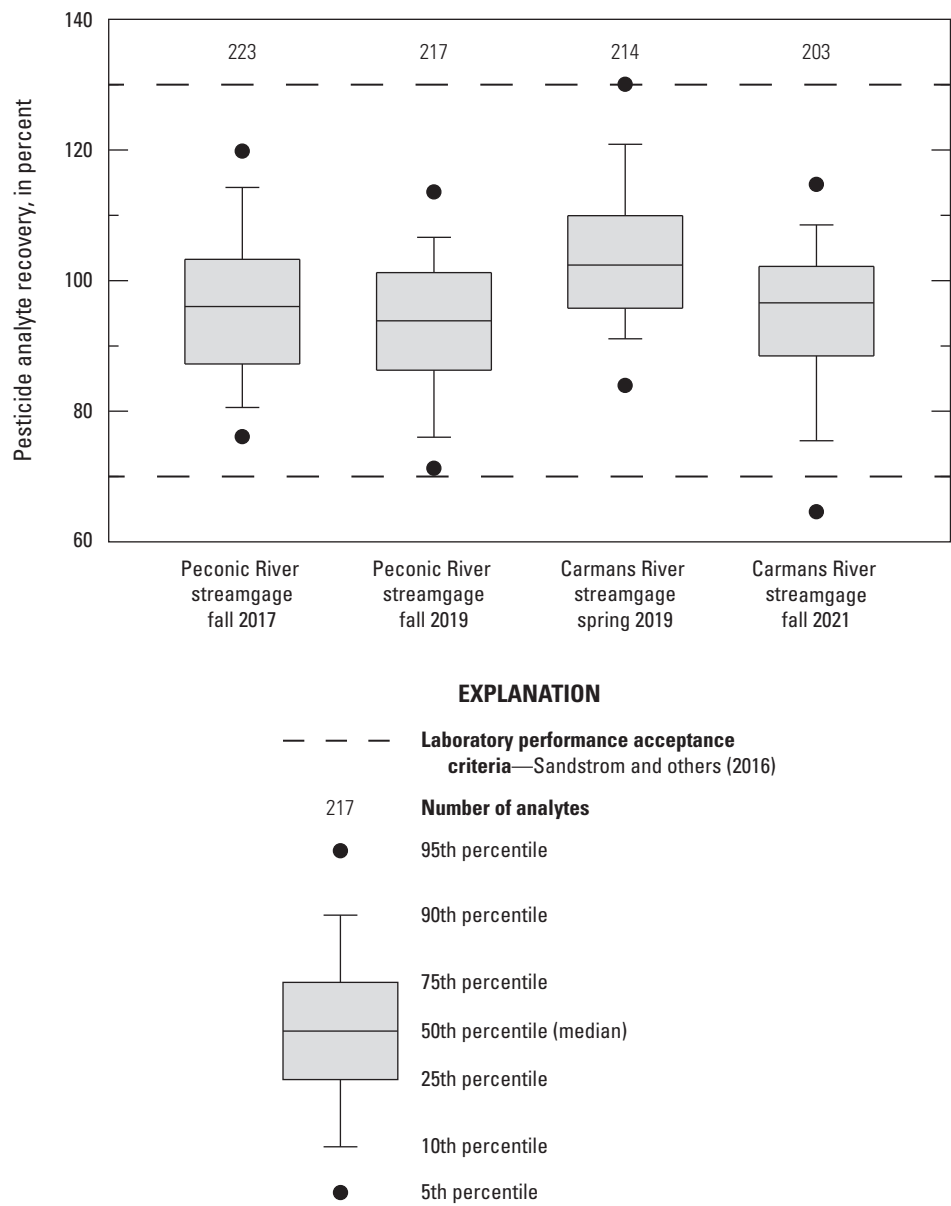 140
223 217 214 203
120
100
80
60
Pesticide analyte recovery, in percent
Peconic River
streamgage
fall 2017
Peconic River
streamgage
fall 2019
Carmans River
streamgage
spring 2019
Carmans River
streamgage
fall 2021
EXPLANATION
Laboratory performance acceptance
criteria—Sandstrom and others (2016)
217 Number of analytes
95th percentile
90th percentile
75th percentile
50th percentile (median)
25th percentile
10th percentile
5th percentile